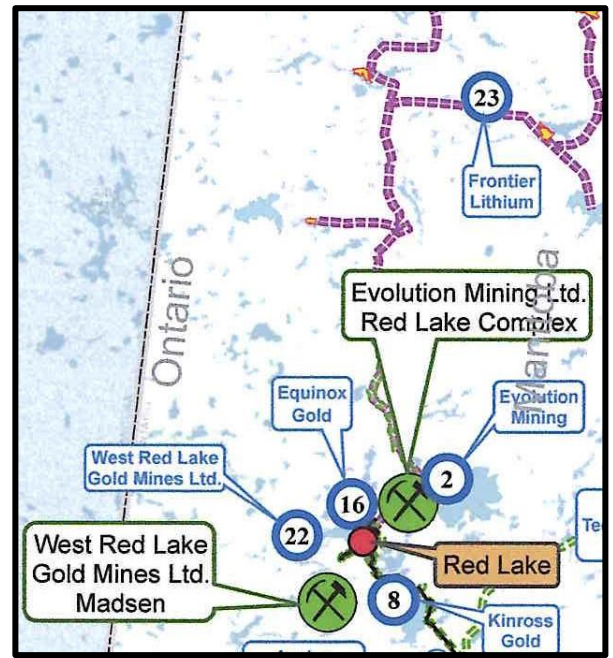 23
Frontier
Lithium
Ontario
Manitoba
Evolution Mining Ltd.
Red Lake Complex
Equinox
Gold
Evolution
Mining
West Red Lake
Gold Mines Ltd.
2
16
22
West Red Lake
Gold Mines Ltd.
Madsen
Red Lake
8
Kinross
Gold